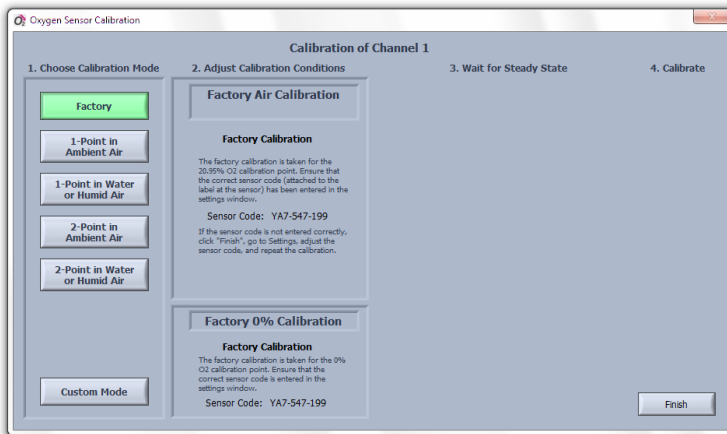 Oxygen Sensor Calibration
Calibration of Channel 1
1. Choose Calibration Mode
2. Adjust Calibration Conditions
3. Wait for Steady State
4. Calibrate
Factory
1-Point in
Ambient Air
1-Point in Water
or Humid Air
2-Point in
Ambient Air
2-Point in Water
or Humid Air
Custom Mode
Factory Air Calibration
Factory Calibration
The factory calibration is taken for the
20.95% O2 calibration point. Ensure that
the correct sensor code (attached to the
label at the sensor) has been entered in the
settings window.
Sensor Code: YA7-547-199
If the sensor code is not entered correctly,
click "Finish", go to Settings, adjust the
sensor code, and repeat the calibration.
Factory 0% Calibration
Factory Calibration
The factory calibration is taken for the 0%
O2 calibration point. Ensure that the
correct sensor code is entered in the
settings window.
Sensor Code: YA7-547-199
Finish